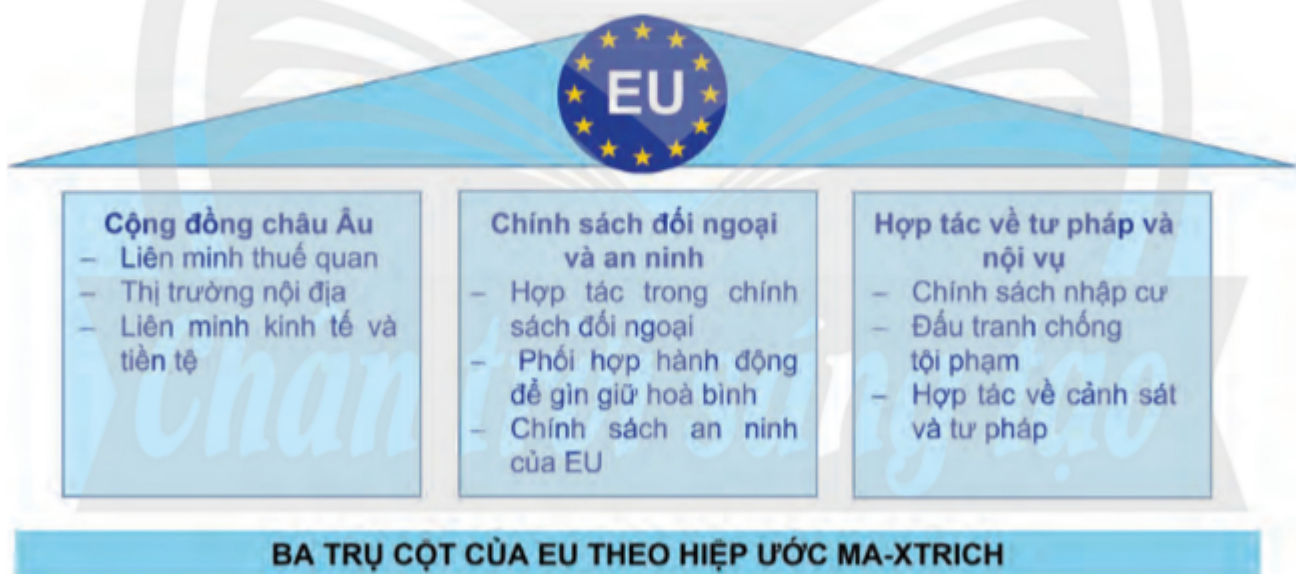 EU
Cộng đồng châu Âu
– Liên minh thuế quan
– Thị trường nội địa
– Liên minh kinh tế và
tiền tệ
Chính sách đối ngoại
và an ninh
– Hợp tác trong chính
sách đối ngoại
– Phối hợp hành động
để gìn giữ hoà bình
– Chính sách an ninh
của EU
Hợp tác về tư pháp và
nội vụ
– Chính sách nhập cư
– Đấu tranh chống
tội phạm
– Hợp tác về cảnh sát
và tư pháp
Chân trời sáng tạo
BA TRỤ CỘT CỦA EU THEO HIỆP ƯỚC MA-XTRICH